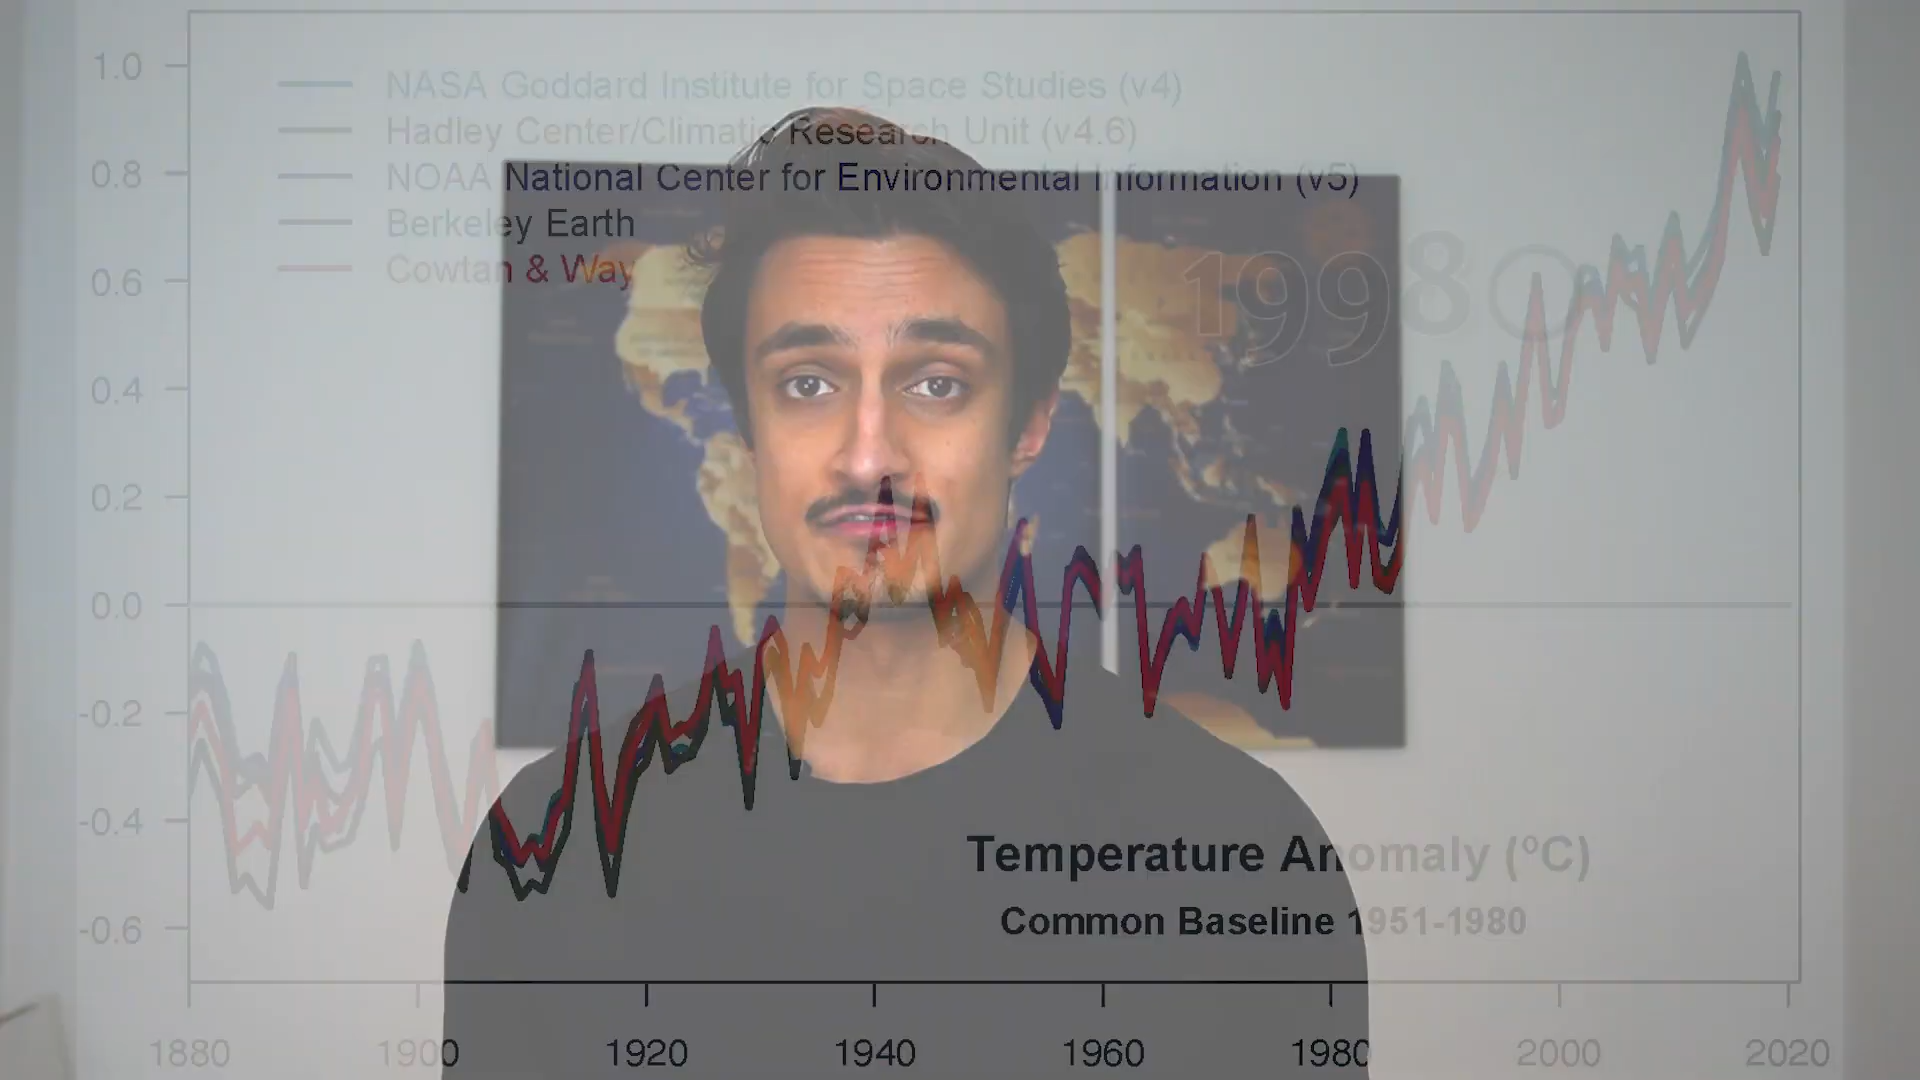 1.0
0.8
0.6
0.4
0.2
0.0
-0.2
-0.4
-0.6
NASA Goddard Institute for Space Studies (v4)
Hadley Center/Climatic Research Unit (v4.6)
NOAA National Center for Environmental Information (v5)
Berkeley Earth
Cowtan & Way
1998
Temperature Anomaly (ºC)
Common Baseline 1951-1980
1880 1900 1920 1940 1960 1980 2000 2020